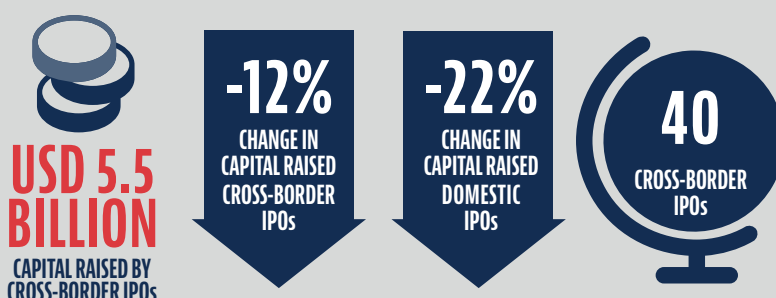 USD 5.5
BILLION
CAPITAL RAISED BY
CROSS-BORDER IPOs
-12%
CHANGE IN
CAPITAL RAISED
CROSS-BORDER
IPOs
-22%
CHANGE IN
CAPITAL RAISED
DOMESTIC
IPOs
40
CROSS-BORDER
IPOs